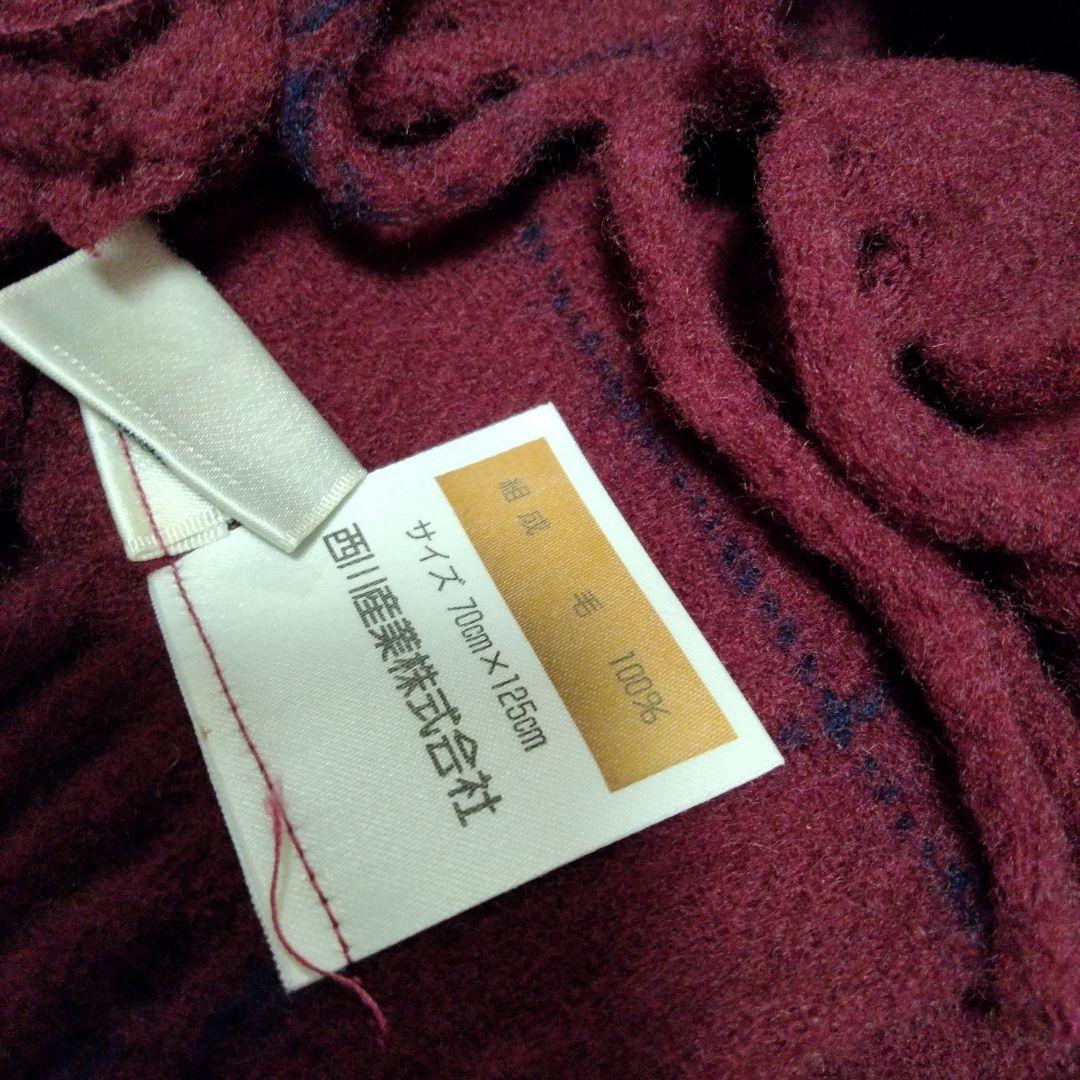 組成 毛 100%
サイズ 70cm×125cm
西川産業株式会社